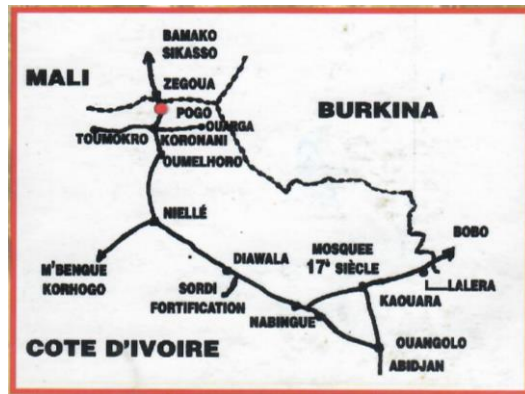 BAMAKO
SIKASSO
MALI
ZEGOUA
POGO
OUARGA
BURKINA
TOUMOKRO
KORONANI
OUMELHORO
NIELLÉ
M'BENGUE
KORHOGO
DIAWALA
MOSQUEE
17e SIÈCLE
BOBO
SORDI
FORTIFICATION
LALERA
KAOUARA
NABINGUE
COTE D'IVOIRE
OUANGOLO
ABIDJAN